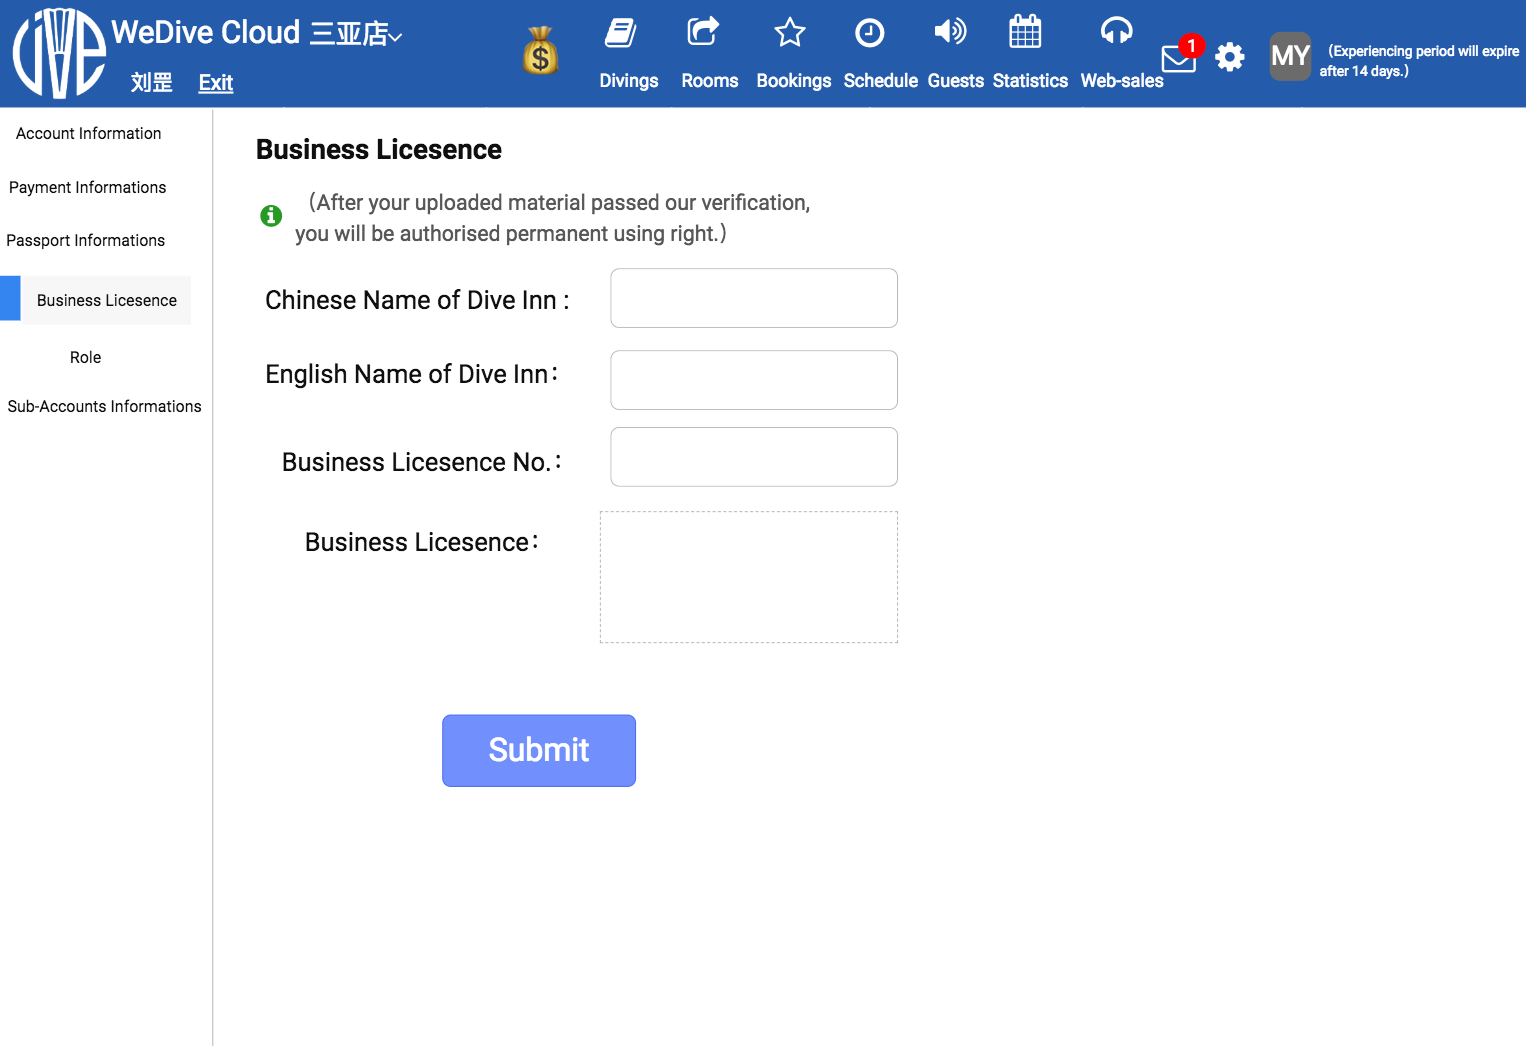 WeDive Cloud 三亚店
刘罡 Exit
$
Divings Rooms Bookings Schedule Guests Statistics Web-sales
1
MY
（Experiencing period will expire
after 14 days.）
Account Information
Payment Informations
Passport Informations
Business Licesence
Role
Sub-Accounts Informations
Business Licesence
（After your uploaded material passed our verification,
you will be authorised permanent using right.）
Chinese Name of Dive Inn :
English Name of Dive Inn：
Business Licesence No.：
Business Licesence：
Submit